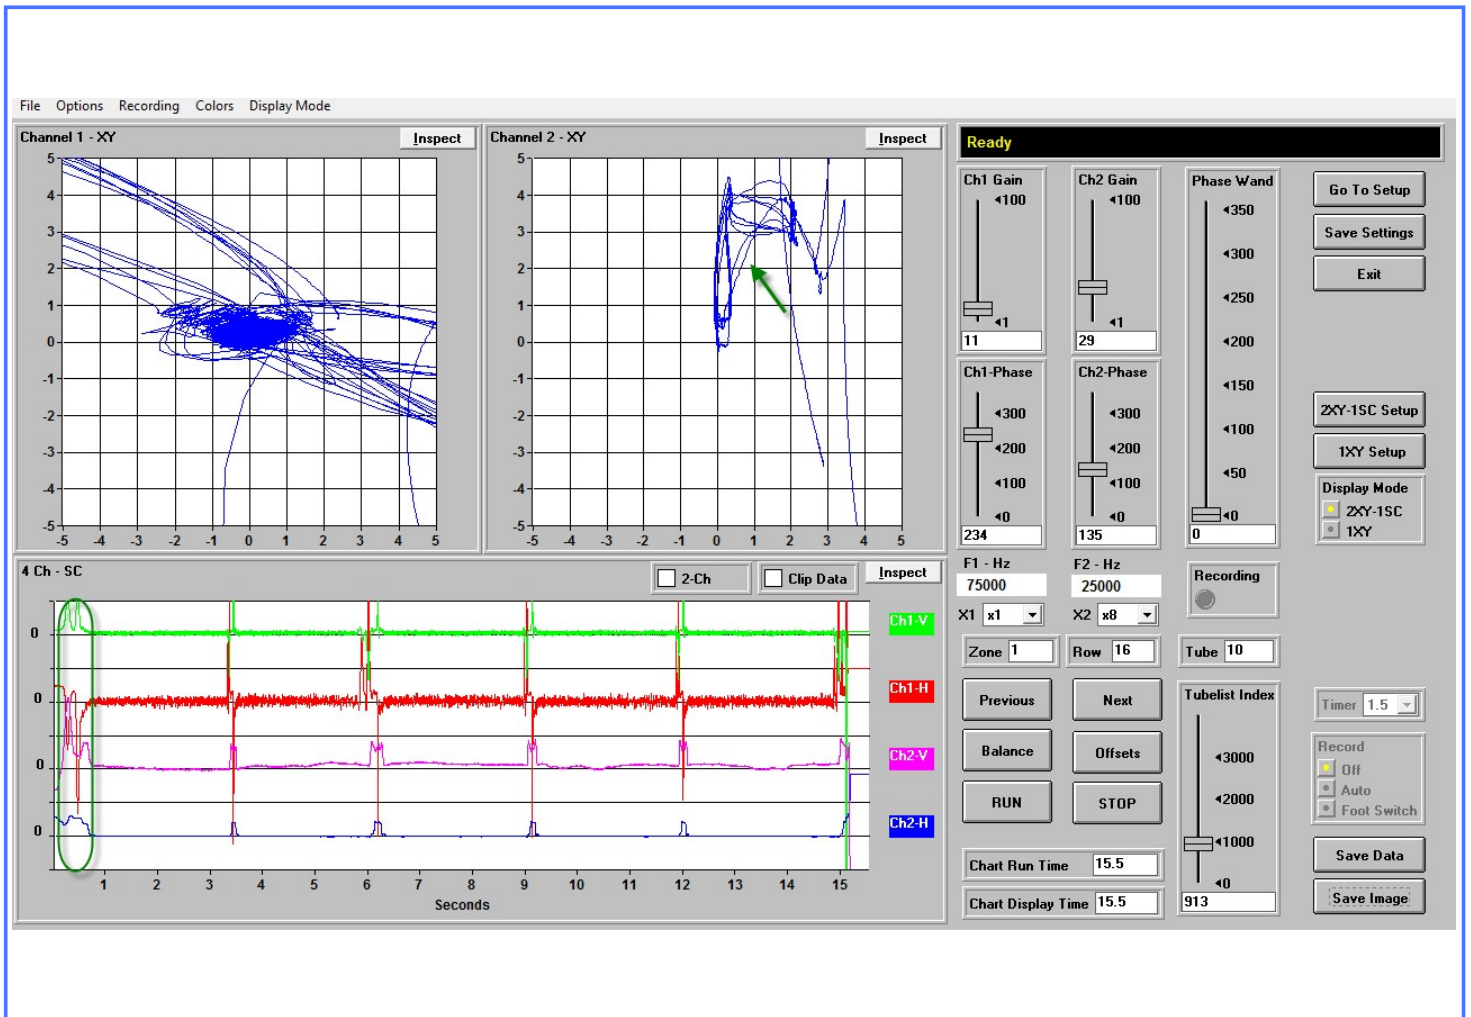 File Options Recording Colors Display Mode
Channel 1 - XY Inspect
5
4
3
2
1
0
-1
-2
-3
-4
-5
-5 -4 -3 -2 -1 0 1 2 3 4 5
Channel 2 - XY Inspect
5
4
3
2
1
0
-1
-2
-3
-4
-5
-5 -4 -3 -2 -1 0 1 2 3 4 5
4 Ch - SC 2-Ch Clip Data Inspect
0 Ch1-V
0 Ch1-H
0 Ch2-V
0 Ch2-H
1 2 3 4 5 6 7 8 9 10 11 12 13 14 15
Seconds
Ready
Ch1 Gain
100
1
11
Ch2 Gain
100
1
29
Phase Wand
350
300
250
200
150
100
50
0
0
Go To Setup
Save Settings
Exit
Ch1-Phase
300
200
100
0
234
Ch2-Phase
300
200
100
0
135
2XY-1SC Setup
1XY Setup
Display Mode
2XY-1SC
1XY
F1 - Hz
75000
X1 x1
F2 - Hz
25000
X2 x8
Recording
Zone 1 Row 16 Tube 10
Previous Next
Balance Offsets
RUN STOP
Tubelist Index
3000
2000
1000
0
913
Timer 1.5
Record
Off
Auto
Foot Switch
Chart Run Time 15.5
Chart Display Time 15.5
Save Data
Save Image